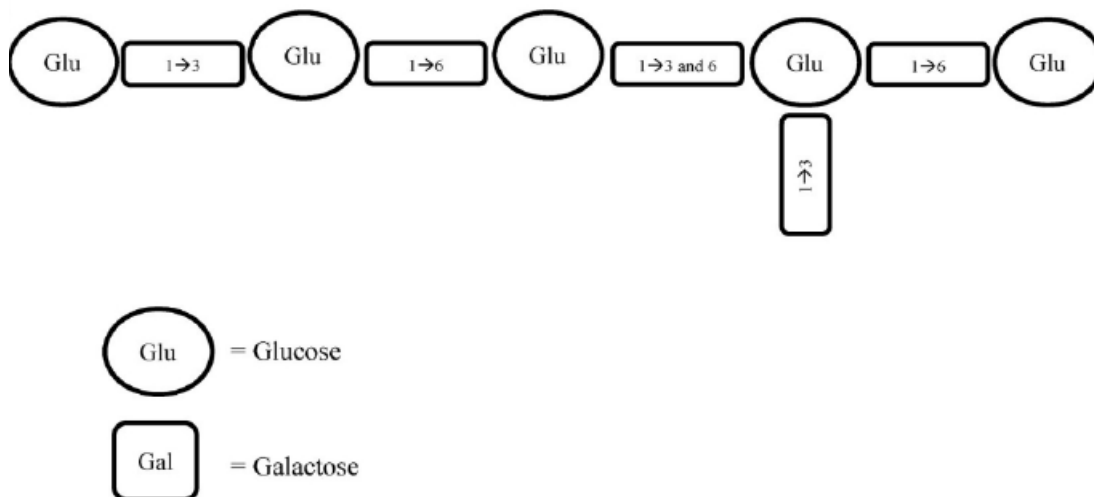 Glu 1→3 Glu 1→6 Glu 1→3 and 6 Glu 1→6 Glu
1→3
Glu = Glucose
Gal = Galactose